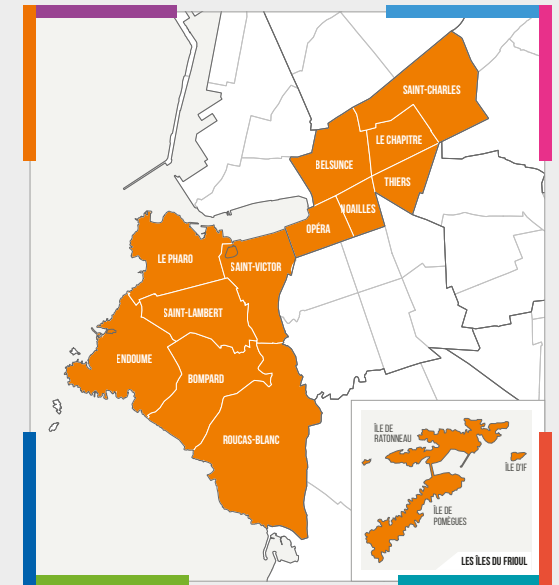 SAINT-CHARLES
LE CHAPITRE
BELSUNCE
THIERS
NOAILLES
OPÉRA
LE PHARO
SAINT-VICTOR
SAINT-LAMBERT
ENDOUME
BOMPARD
ROUCAS-BLANC
ÎLE DE
RATONNEAU
ÎLE D'IF
ÎLE DE
POMÈGUES
LES ÎLES DU FRIOUL